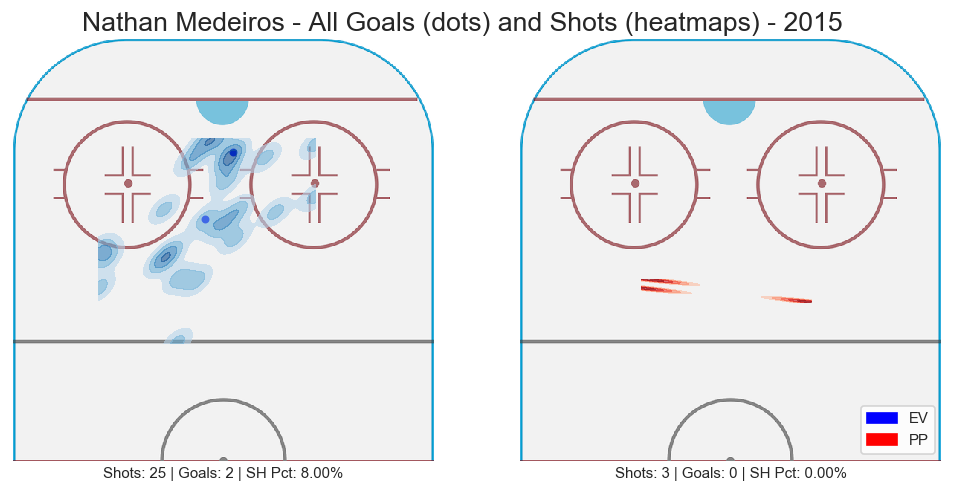 Nathan Medeiros - All Goals (dots) and Shots (heatmaps) - 2015
EV
PP
Shots: 25 | Goals: 2 | SH Pct: 8.00%
Shots: 3 | Goals: 0 | SH Pct: 0.00%